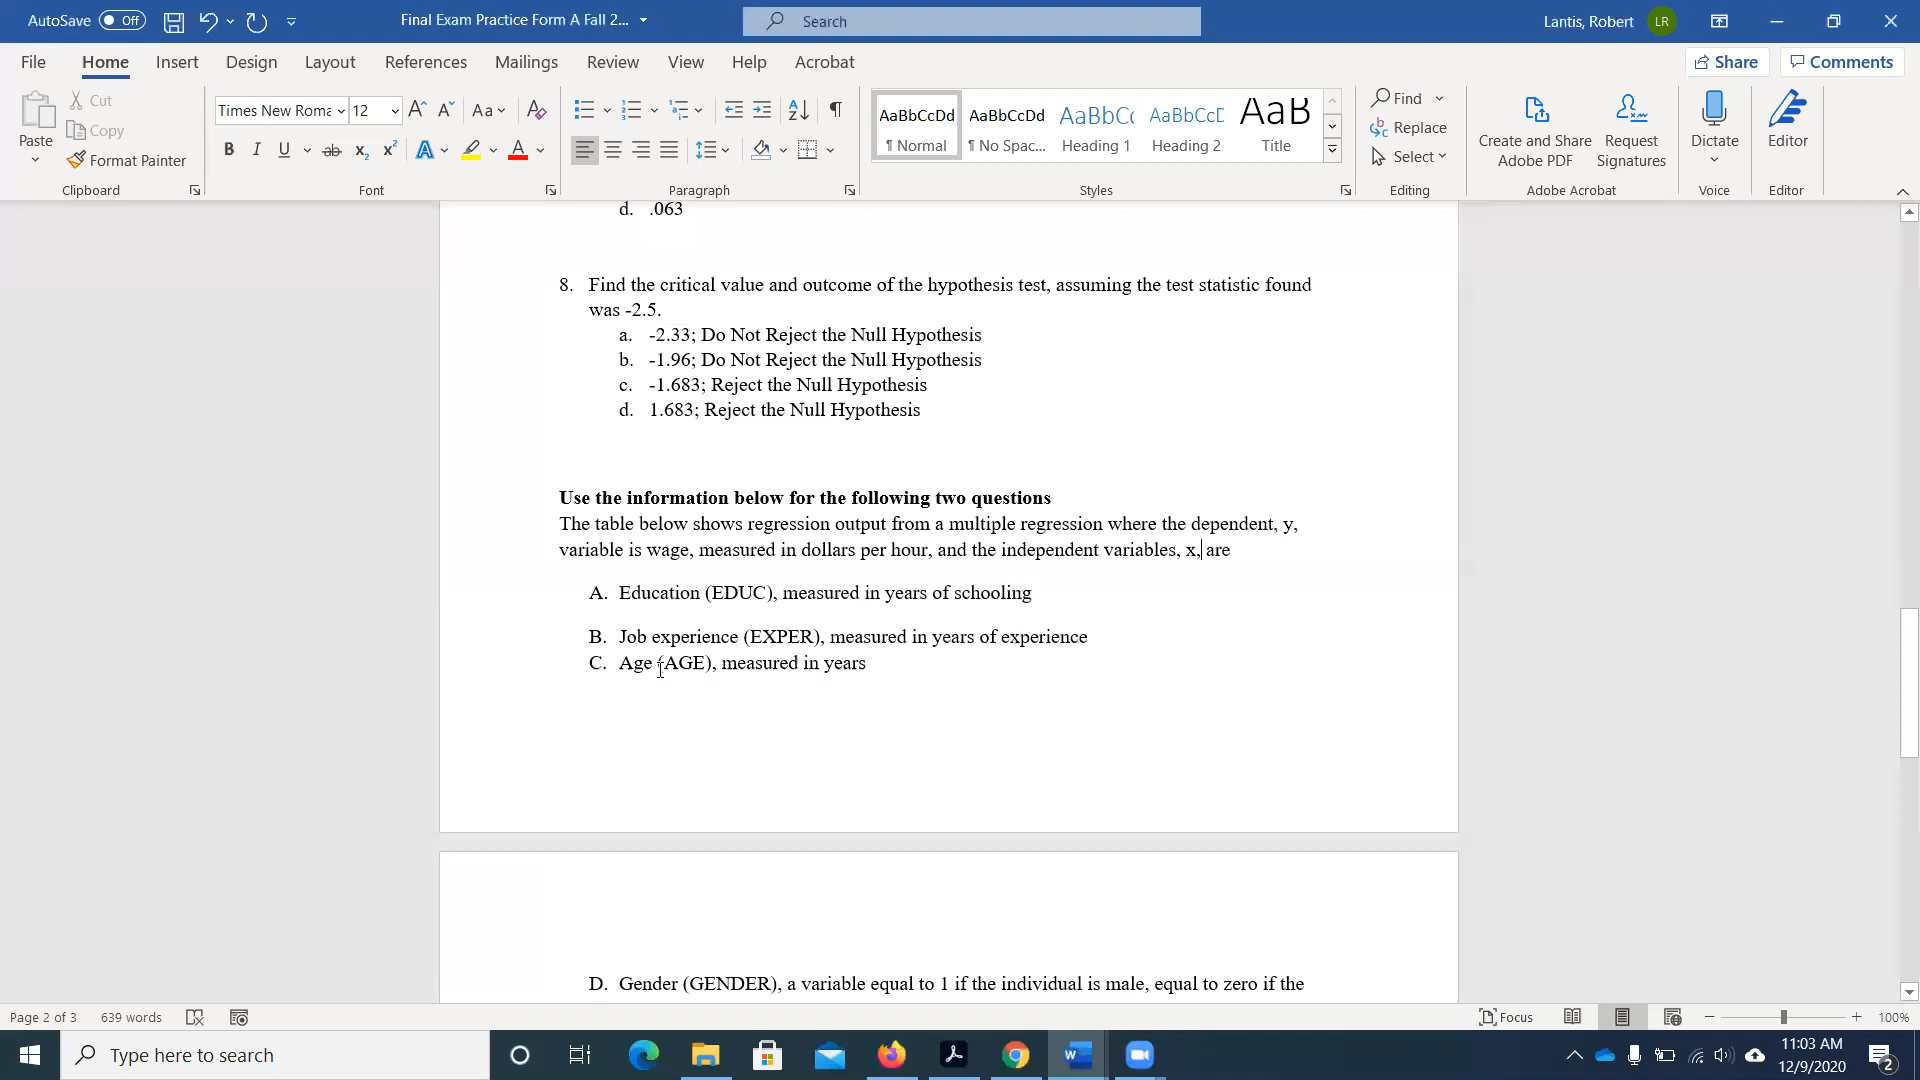 AutoSave Off Final Exam Practice Form A Fall 2... Search Lantis, Robert LR
File Home Insert Design Layout References Mailings Review View Help Acrobat Share Comments
Paste Cut Copy Format Painter
Times New Roma 12 Aa
AaBbCcDd AaBbCcDd AaBbCc AaBbCcD AaB
¶ Normal ¶ No Spac... Heading 1 Heading 2 Title
Find Replace Select
Create and Share Adobe PDF Request Signatures Dictate Editor
Clipboard Font Paragraph Styles Editing Adobe Acrobat Voice Editor
d. .063
8. Find the critical value and outcome of the hypothesis test, assuming the test statistic found
was -2.5.
a. -2.33; Do Not Reject the Null Hypothesis
b. -1.96; Do Not Reject the Null Hypothesis
c. -1.683; Reject the Null Hypothesis
d. 1.683; Reject the Null Hypothesis
Use the information below for the following two questions
The table below shows regression output from a multiple regression where the dependent, y,
variable is wage, measured in dollars per hour, and the independent variables, x, are
A. Education (EDUC), measured in years of schooling
B. Job experience (EXPER), measured in years of experience
C. Age (AGE), measured in years
D. Gender (GENDER), a variable equal to 1 if the individual is male, equal to zero if the
Page 2 of 3 639 words Focus 100%
Type here to search 11:03 AM
12/9/2020 2